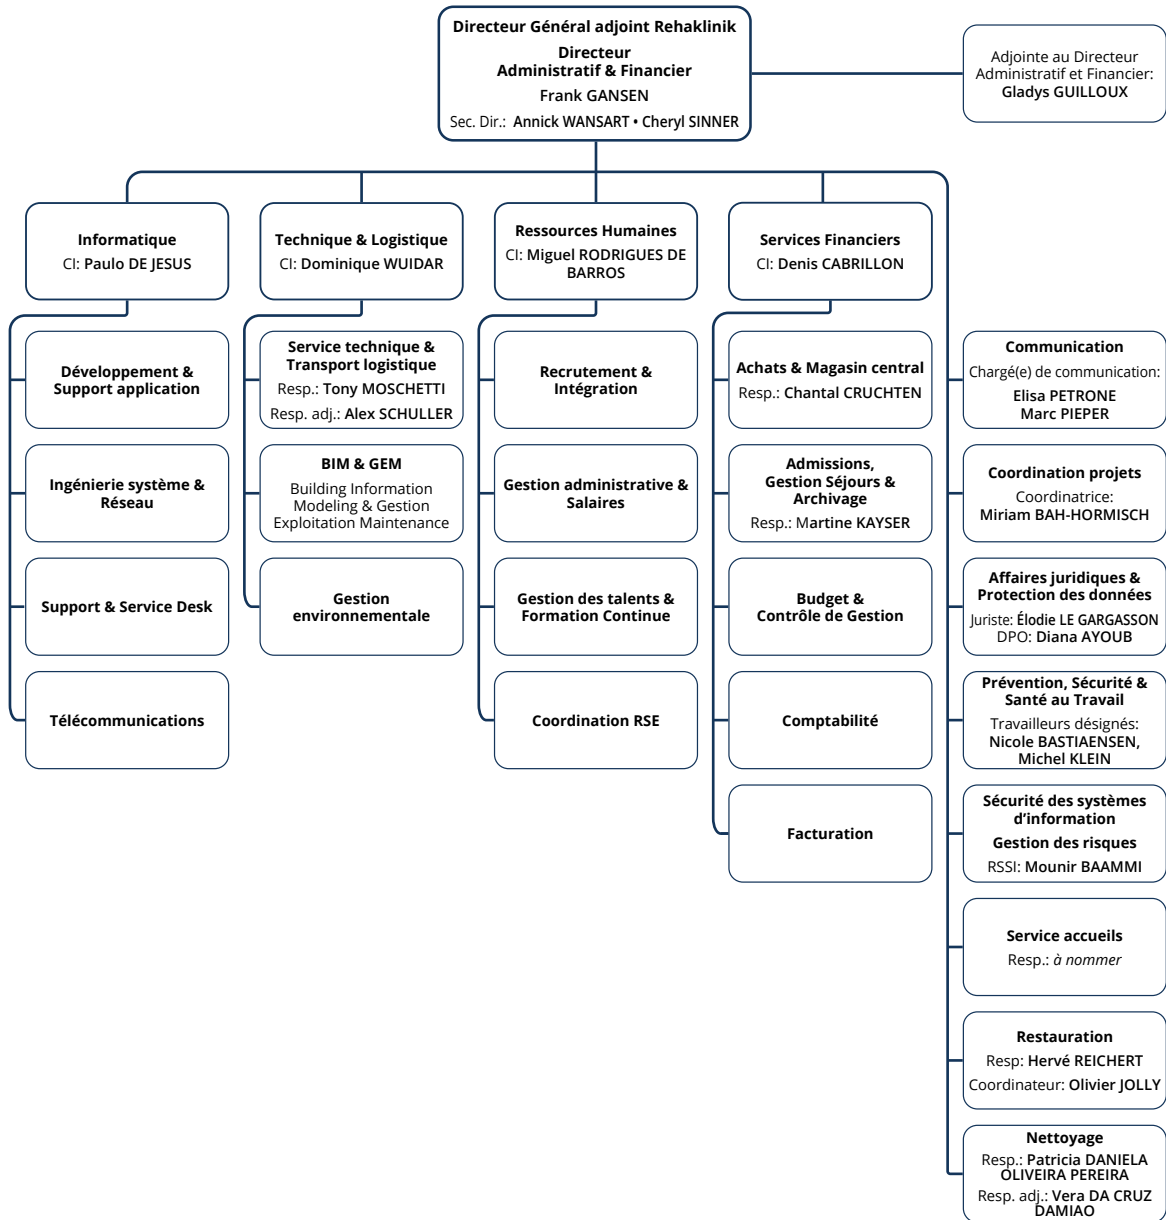 Directeur Général adjoint Rehaklinik
Directeur
Administratif & Financier
Frank GANSEN
Sec. Dir.: Annick WANSART • Cheryl SINNER
Adjointe au Directeur
Administratif et Financier:
Gladys GUILLOUX
Informatique
CI: Paulo DE JESUS
Technique & Logistique
CI: Dominique WUIDAR
Ressources Humaines
CI: Miguel RODRIGUES DE
BARROS
Services Financiers
CI: Denis CABRILLON
Développement &
Support application
Ingénierie système &
Réseau
Support & Service Desk
Télécommunications
Service technique &
Transport logistique
Resp.: Tony MOSCHETTI
Resp. adj.: Alex SCHULLER
BIM & GEM
Building Information
Modeling & Gestion
Exploitation Maintenance
Gestion
environnementale
Recrutement &
Intégration
Gestion administrative &
Salaires
Gestion des talents &
Formation Continue
Coordination RSE
Achats & Magasin central
Resp.: Chantal CRUCHTEN
Admissions,
Gestion Séjours &
Archivage
Resp.: Martine KAYSER
Budget &
Contrôle de Gestion
Comptabilité
Facturation
Communication
Chargé(e) de communication:
Elisa PETRONE
Marc PIEPER
Coordination projets
Coordinatrice:
Miriam BAH-HORMISCH
Affaires juridiques &
Protection des données
Juriste: Élodie LE GARGASSON
DPO: Diana AYOUB
Prévention, Sécurité &
Santé au Travail
Travailleurs désignés:
Nicole BASTIAENSEN,
Michel KLEIN
Sécurité des systèmes
d’information
Gestion des risques
RSSI: Mounir BAAMMI
Service accueils
Resp.: à nommer
Restauration
Resp: Hervé REICHERT
Coordinateur: Olivier JOLLY
Nettoyage
Resp.: Patricia DANIELA
OLIVEIRA PEREIRA
Resp. adj.: Vera DA CRUZ
DAMIAO